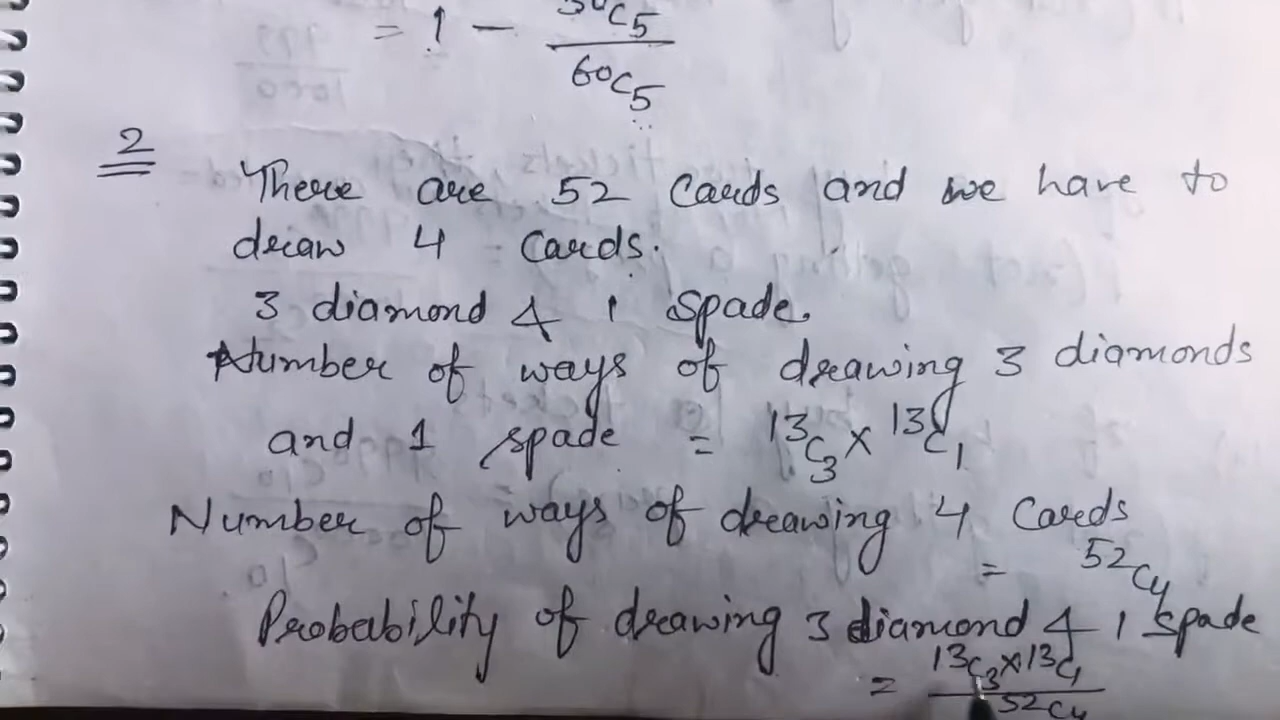 = 1 - 30C5 / 60C5
2
There are 52 Cards and we have to
draw 4 Cards.
3 diamond & 1 Spade.
Number of ways of drawing 3 diamonds
and 1 spade = 13C3 × 13C1
Number of ways of drawing 4 Cards
= 52C4
Probability of drawing 3 diamond & 1 Spade
= 13C3 × 13C1 / 52C4